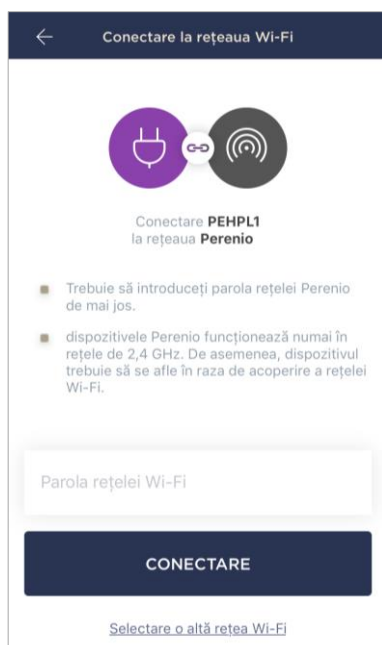 Conectare la rețeaua Wi-Fi
Conectare PEHPL1
la rețeaua Perenio
Trebuie să introduceți parola rețelei Perenio
de mai jos.
dispozitivele Perenio funcționează numai în
rețele de 2,4 GHz. De asemenea, dispozitivul
trebuie să se afle în raza de acoperire a rețelei
Wi-Fi.
Parola rețelei Wi-Fi
CONECTARE
Selectare o altă rețea Wi-Fi